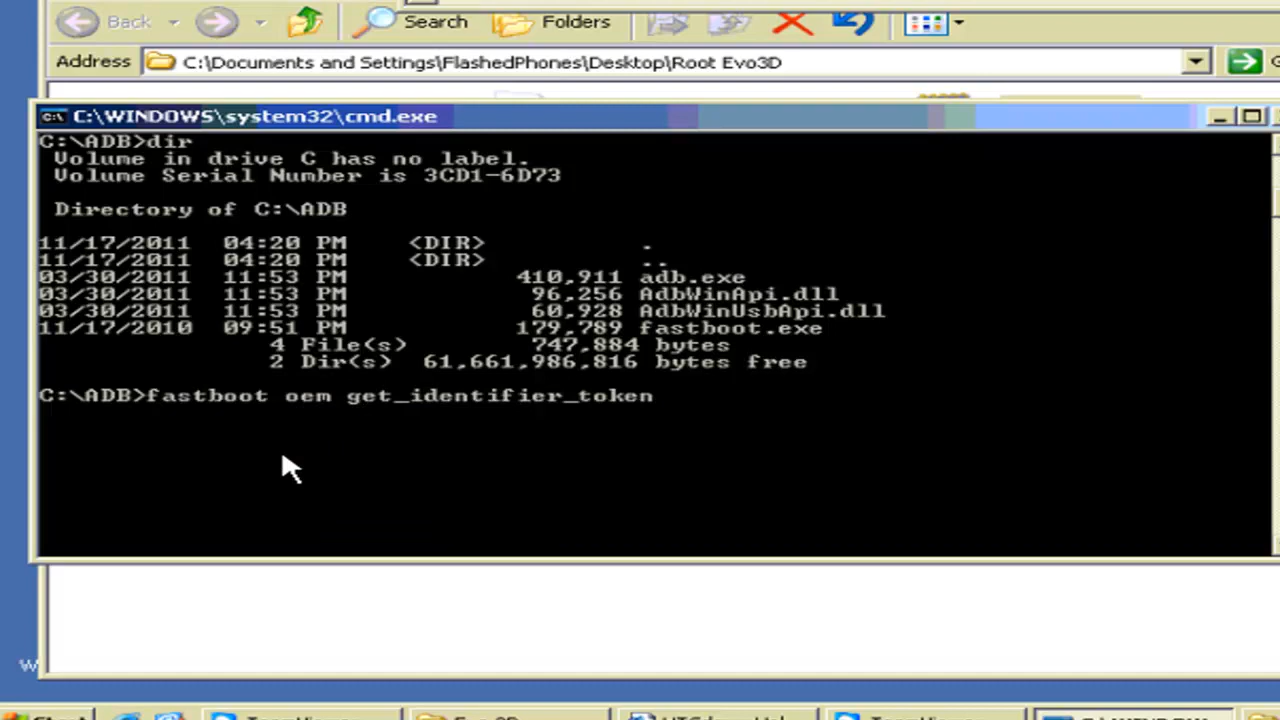 Back Search Folders
Address C:\Documents and Settings\FlashedPhones\Desktop\Root Evo3D
C:\WINDOWS\system32\cmd.exe
C:\ADB>dir
Volume in drive C has no label.
Volume Serial Number is 3CD1-6D73
Directory of C:\ADB
11/17/2011 04:20 PM <DIR> .
11/17/2011 04:20 PM <DIR> ..
03/30/2011 11:53 PM 410,911 adb.exe
03/30/2011 11:53 PM 96,256 AdbWinApi.dll
03/30/2011 11:53 PM 60,928 AdbWinUsbApi.dll
11/17/2010 09:51 PM 179,789 fastboot.exe
4 File(s) 747,884 bytes
2 Dir(s) 61,661,986,816 bytes free
C:\ADB>fastboot oem get_identifier_token